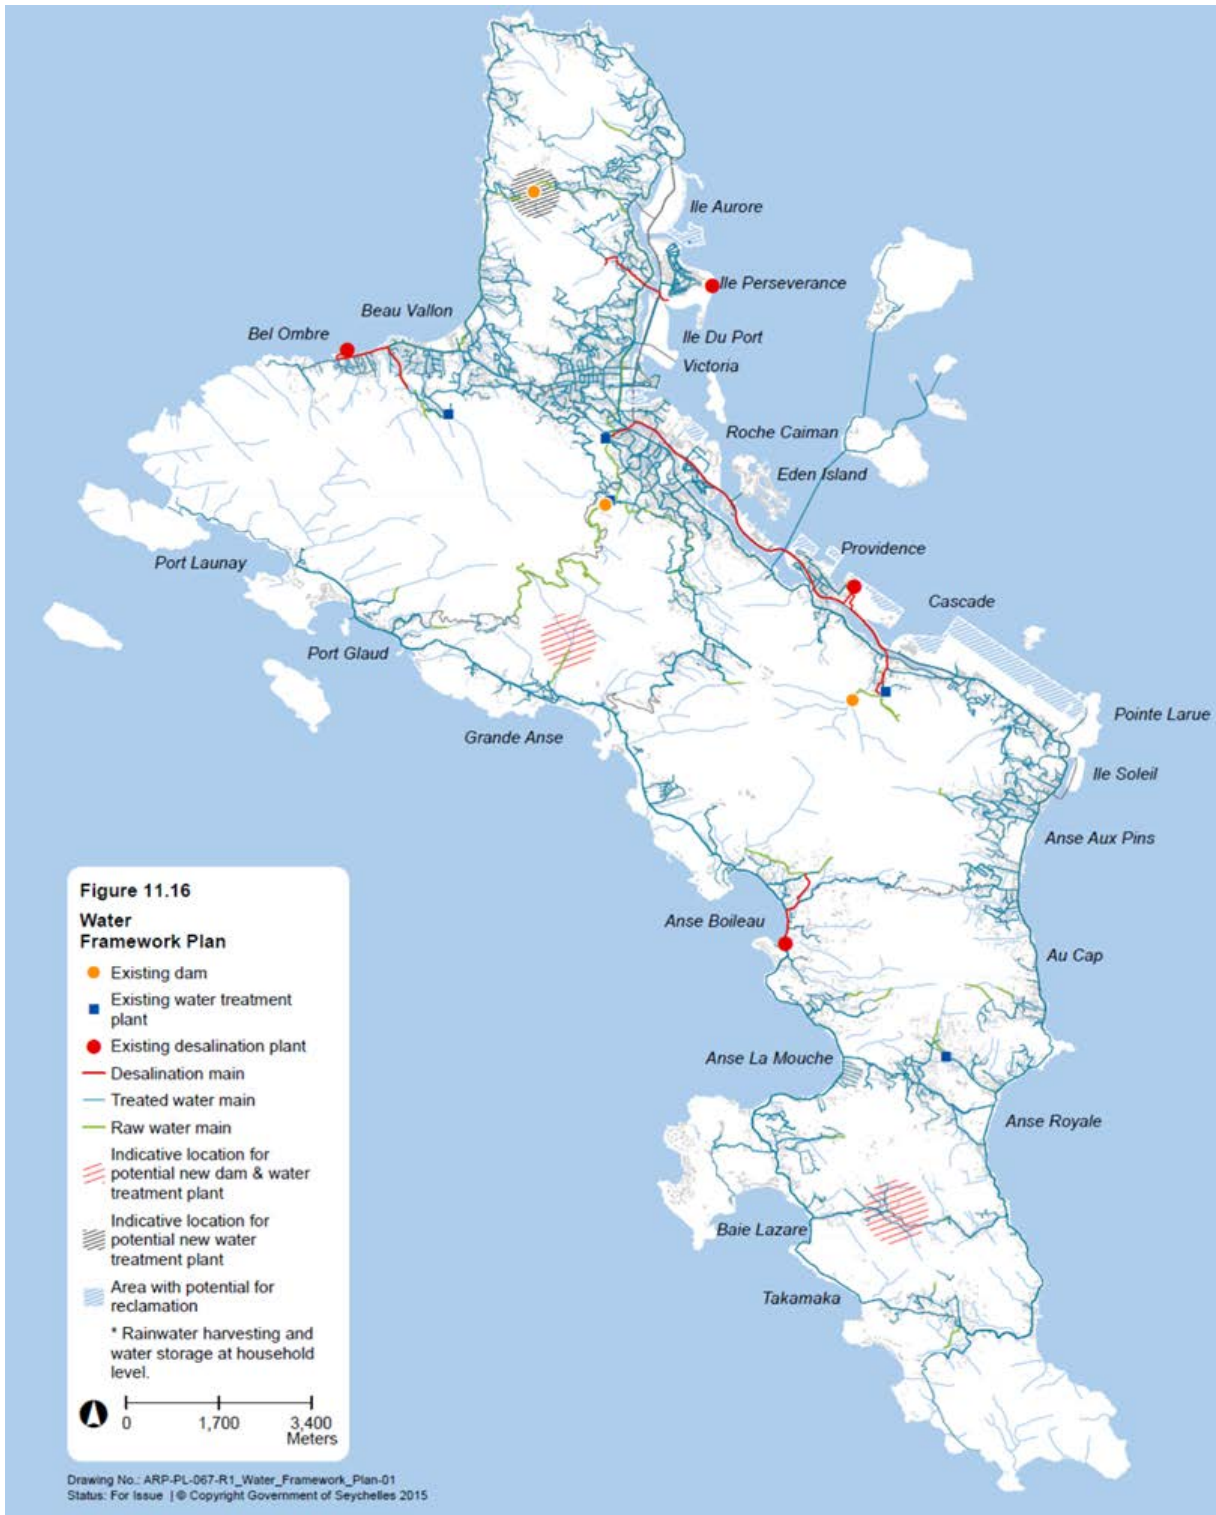 Ile Aurore
Ile Perseverance
Beau Vallon
Bel Ombre
Ile Du Port
Victoria
Roche Caiman
Eden Island
Providence
Port Launay
Cascade
Port Glaud
Pointe Larue
Grande Anse
Ile Soleil
Anse Aux Pins
Anse Boileau
Au Cap
Anse La Mouche
Anse Royale
Baie Lazare
Takamaka
Figure 11.16
Water
Framework Plan
Existing dam
Existing water treatment
plant
Existing desalination plant
Desalination main
Treated water main
Raw water main
Indicative location for
potential new dam & water
treatment plant
Indicative location for
potential new water
treatment plant
Area with potential for
reclamation
* Rainwater harvesting and
water storage at household
level.
0 1,700 3,400
Meters
Drawing No.: ARP-PL-067-R1_Water_Framework_Plan-01
Status: For Issue | © Copyright Government of Seychelles 2015